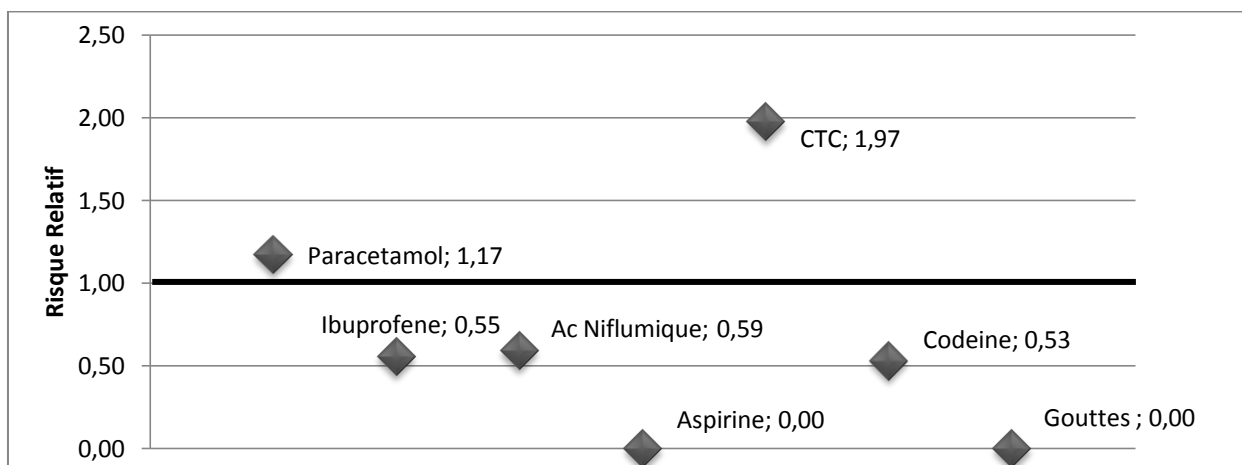 Risque Relatif
2,50
2,00
1,50
1,00
0,50
0,00
CTC; 1,97
Paracetamol; 1,17
Ibuprofene; 0,55
Ac Niflumique; 0,59
Codeine; 0,53
Aspirine; 0,00
Gouttes ; 0,00